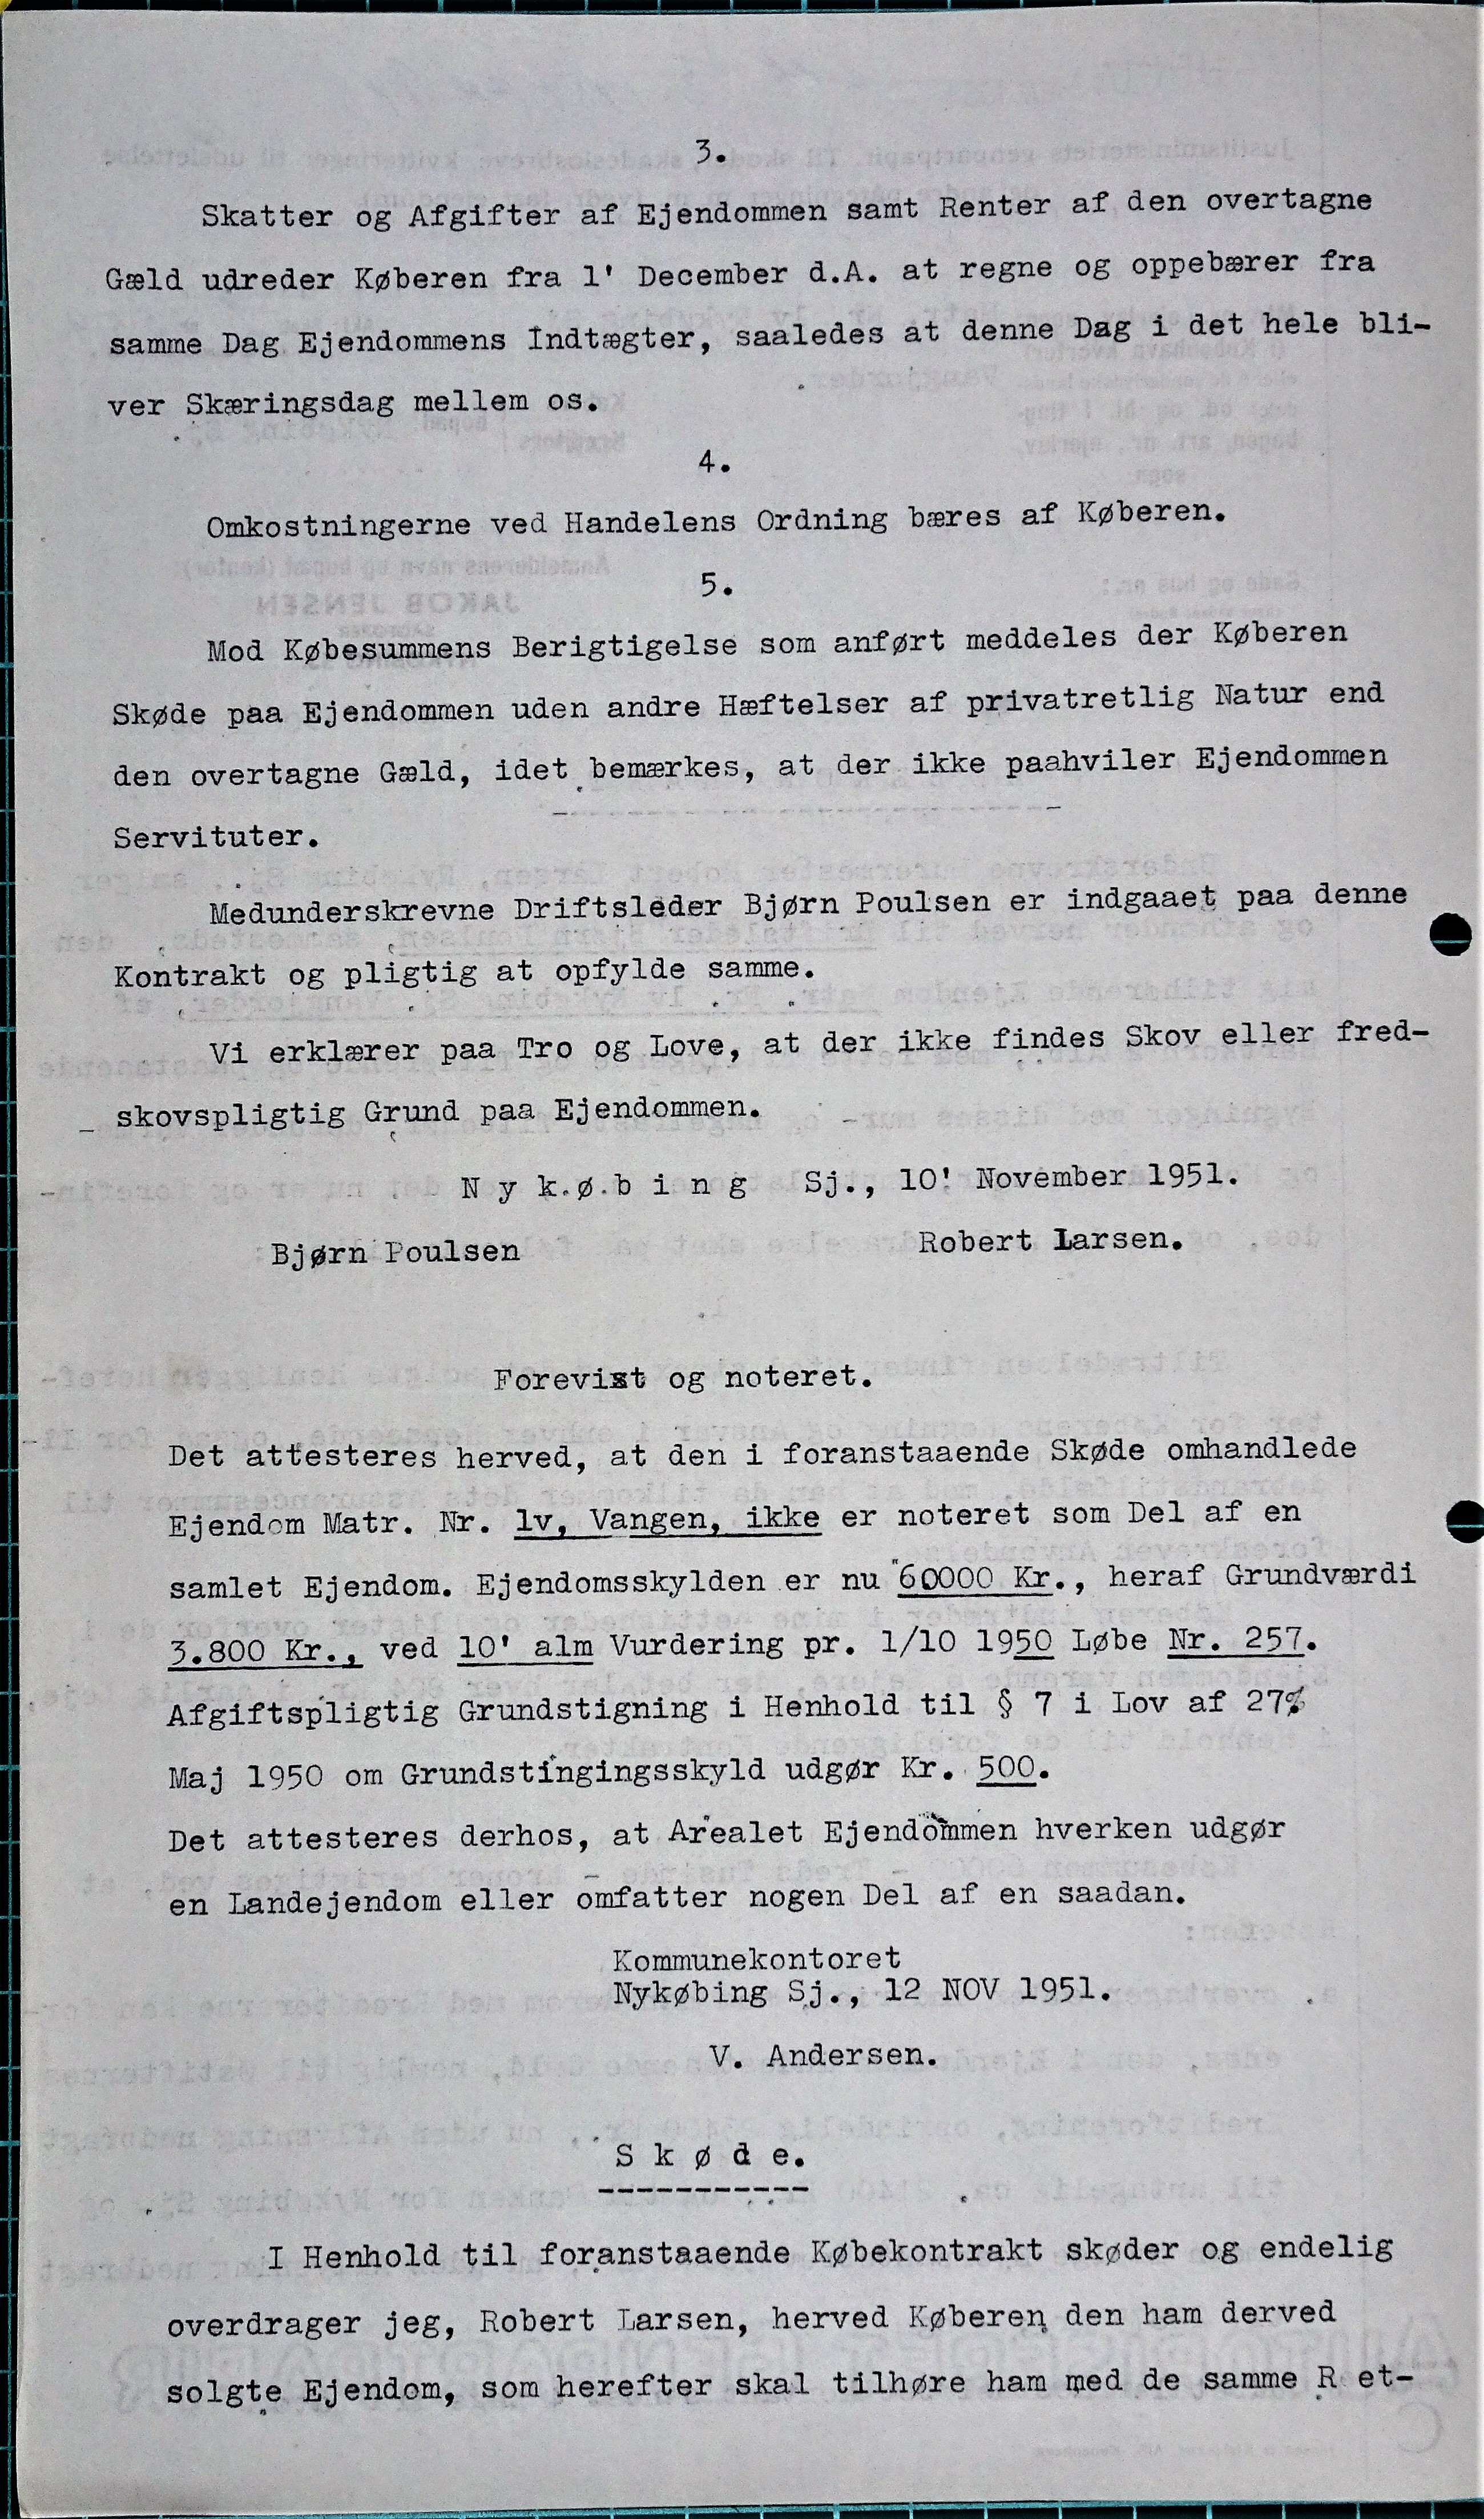 3.
Skatter og Afgifter af Ejendommen samt Renter af den overtagne
Gæld udreder Køberen fra 1' December d.A. at regne og oppebærer fra
samme Dag Ejendommens Indtægter, saaledes at denne Dag i det hele bli-
ver Skæringsdag mellem os.
4.
Omkostningerne ved Handelens Ordning bæres af Køberen.
5.
Mod Købesummens Berigtigelse som anført meddeles der Køberen
Skøde paa Ejendommen uden andre Hæftelser af privatretlig Natur end
den overtagne Gæld, idet bemærkes, at der ikke paahviler Ejendommen
Servituter.
Medunderskrevne Driftsleder Bjørn Poulsen er indgaaet paa denne
Kontrakt og pligtig at opfylde samme.
Vi erklærer paa Tro og Love, at der ikke findes Skov eller fred-
skovspligtig Grund paa Ejendommen.
N y k ø b i n g Sj., 10' November 1951.
Bjørn Poulsen Robert Larsen.
Forevist og noteret.
Det attesteres herved, at den i foranstaaende Skøde omhandlede
Ejendom Matr. Nr. 1v, Vangen, ikke er noteret som Del af en
samlet Ejendom. Ejendomsskylden er nu 60000 Kr., heraf Grundværdi
3.800 Kr., ved 10' alm Vurdering pr. 1/10 1950 Løbe Nr. 257.
Afgiftspligtig Grundstigning i Henhold til § 7 i Lov af 27
Maj 1950 om Grundstingingsskyld udgør Kr. 500.
Det attesteres derhos, at Arealet Ejendommen hverken udgør
en Landejendom eller omfatter nogen Del af en saadan.
Kommunekontoret
Nykøbing Sj., 12 NOV 1951.
V. Andersen.
S k ø d e.
-----------
I Henhold til foranstaaende Købekontrakt skøder og endelig
overdrager jeg, Robert Larsen, herved Køberen den ham derved
solgte Ejendom, som herefter skal tilhøre ham med de samme R et-